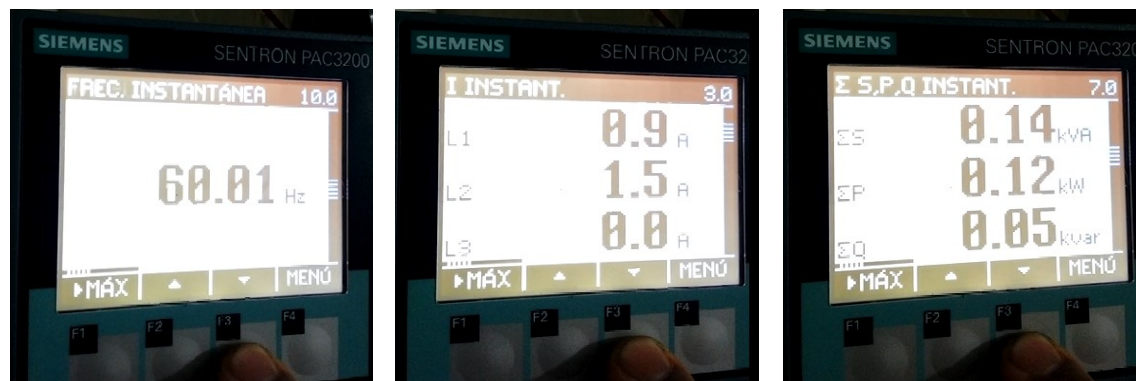 SIEMENS
SENTRON PAC3200
FREC. INSTANTÁNEA 10.0
60.01 Hz
▶MÁX ▲ ▼ MENÚ
F1 F2 F3 F4
SIEMENS
SENTRON PAC32
I INSTANT. 3.0
L1 0.9 A
L2 1.5 A
L3 0.0 A
▶MÁX ▲ ▼ MENÚ
F1 F2 F3 F4
SIEMENS
SENTRON PAC320
Σ S,P,Q INSTANT. 7.0
ΣS 0.14 kVA
ΣP 0.12 kW
ΣQ 0.05 kvar
▶MÁX ▲ ▼ MENÚ
F1 F2 F3 F4